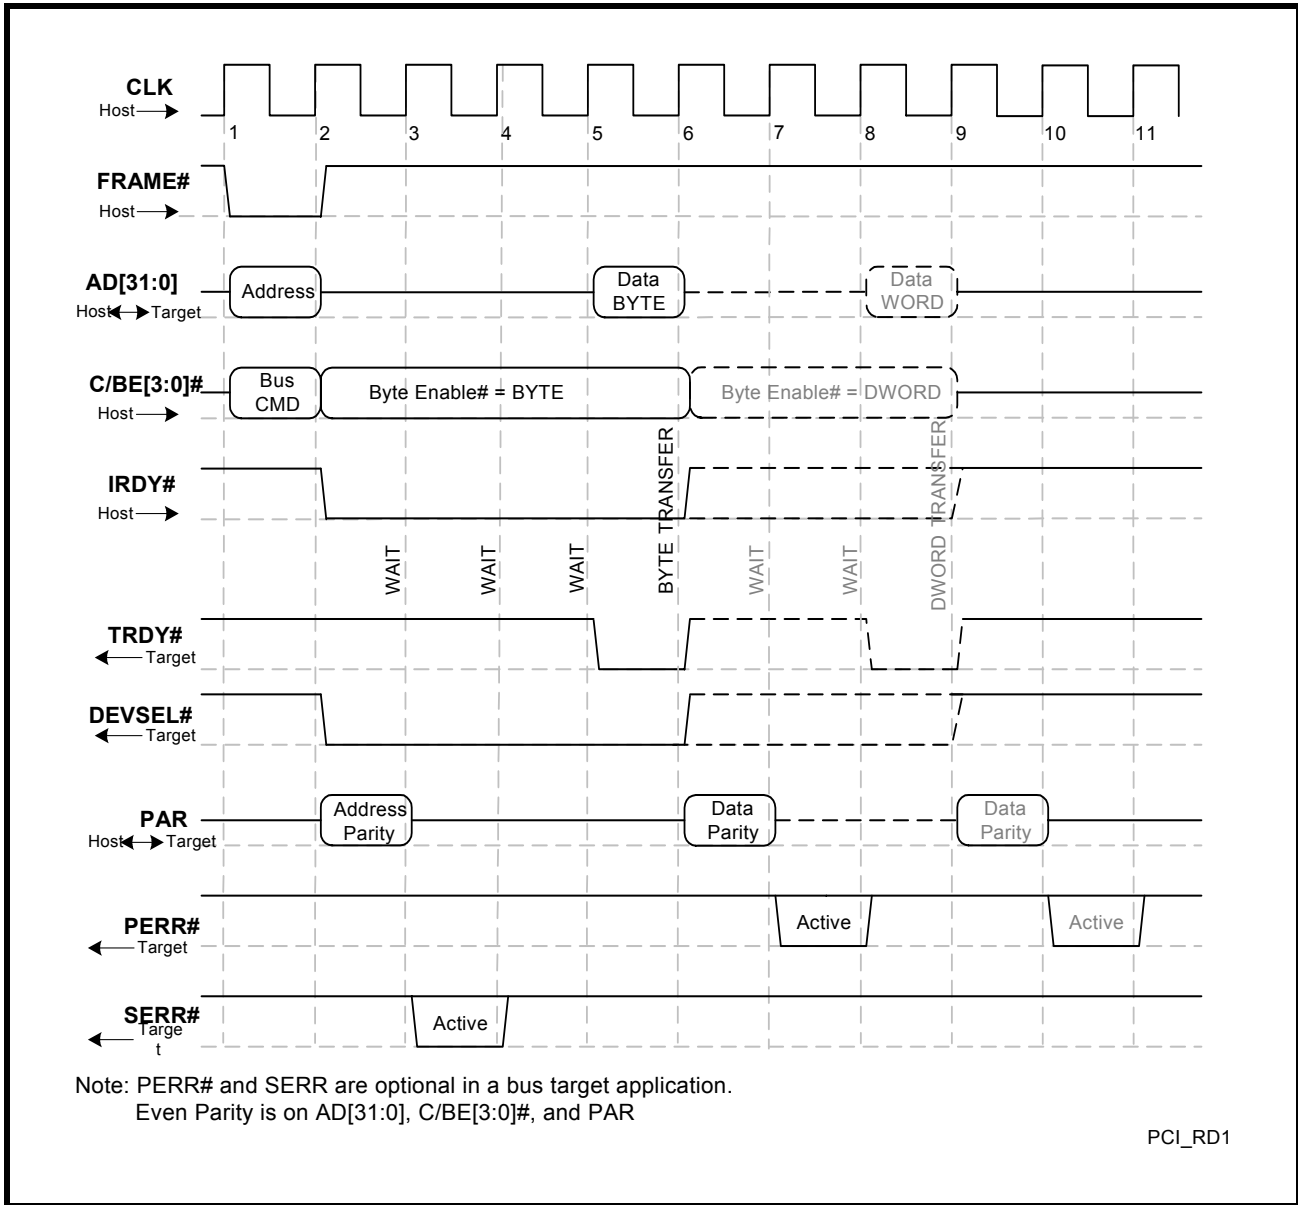 CLK
Host
1 2 3 4 5 6 7 8 9 10 11
FRAME#
Host
AD[31:0]
Host Target
Address
Data
BYTE
Data
WORD
C/BE[3:0]#
Host
Bus
CMD
Byte Enable# = BYTE
Byte Enable# = DWORD
IRDY#
Host
WAIT
WAIT
WAIT
BYTE TRANSFER
WAIT
WAIT
DWORD TRANSFER
TRDY#
Target
DEVSEL#
Target
PAR
Host Target
Address
Parity
Data
Parity
Data
Parity
PERR#
Target
Active
Active
SERR#
Targe
t
Active
Note: PERR# and SERR are optional in a bus target application.
Even Parity is on AD[31:0], C/BE[3:0]#, and PAR
PCI_RD1